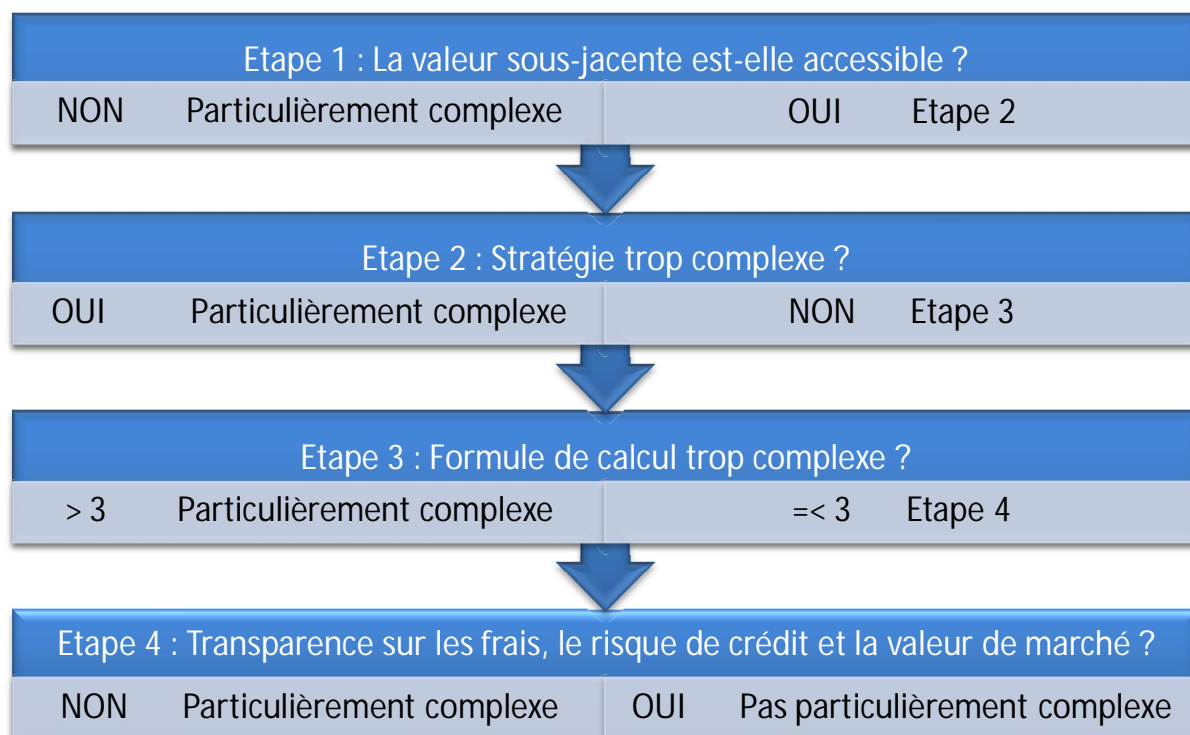 Etape 1 : La valeur sous-jacente est-elle accessible ?
NON Particulièrement complexe OUI Etape 2
Etape 2 : Stratégie trop complexe ?
OUI Particulièrement complexe NON Etape 3
Etape 3 : Formule de calcul trop complexe ?
> 3 Particulièrement complexe =< 3 Etape 4
Etape 4 : Transparence sur les frais, le risque de crédit et la valeur de marché ?
NON Particulièrement complexe OUI Pas particulièrement complexe